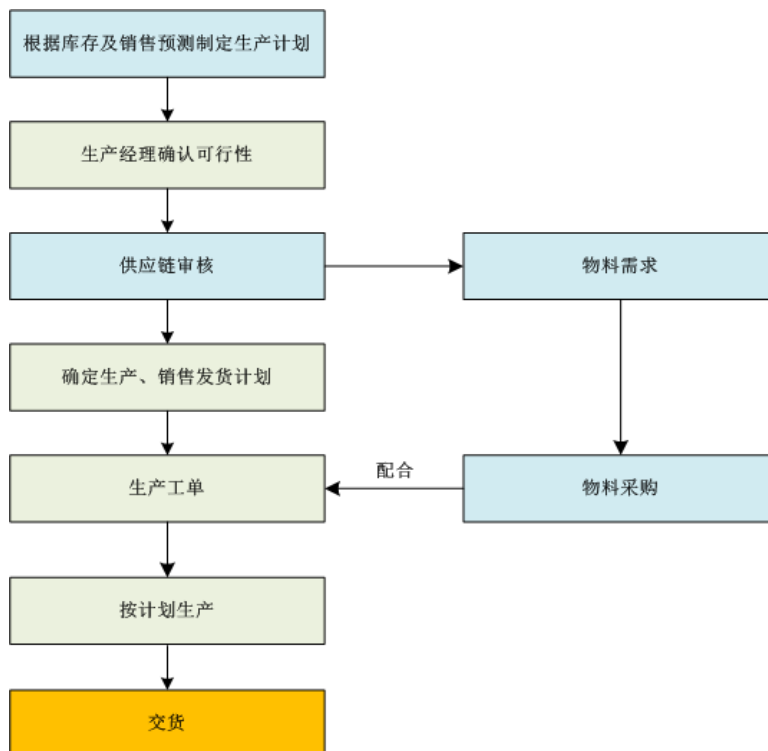 根据库存及销售预测制定生产计划
生产经理确认可行性
供应链审核
物料需求
确定生产、销售发货计划
生产工单
配合
物料采购
按计划生产
交货